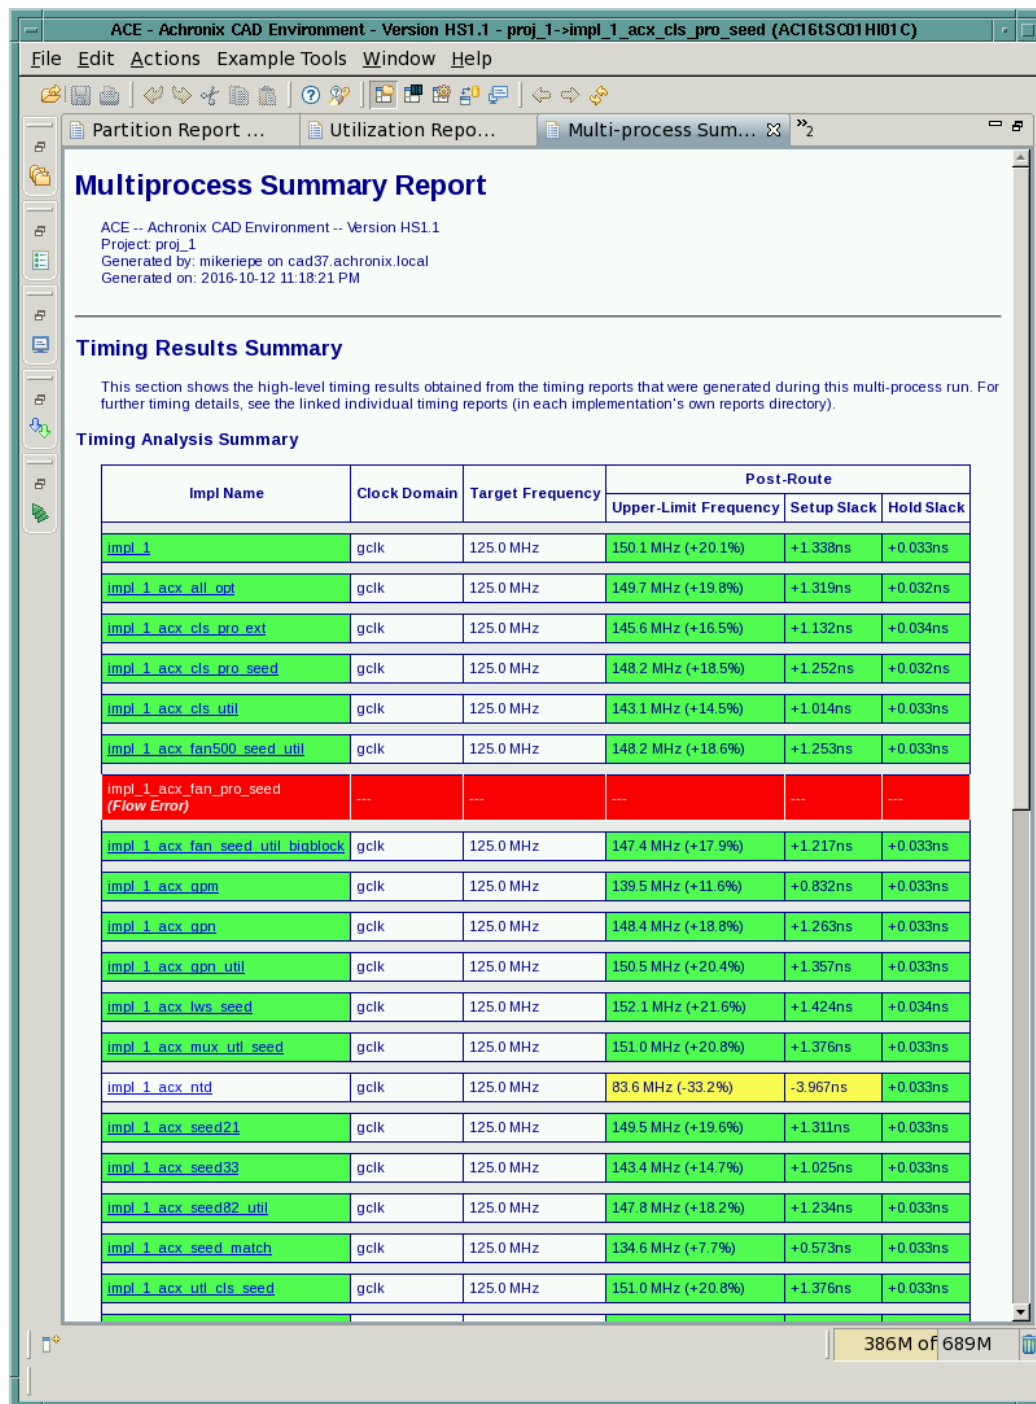 ACE - Achronix CAD Environment - Version HS1.1 - proj_1->impl_1_acx_cls_pro_seed (AC16tSC01HI01C)
File Edit Actions Example Tools Window Help
Partition Report ... Utilization Repo... Multi-process Sum... »2
Multiprocess Summary Report
ACE -- Achronix CAD Environment -- Version HS1.1
Project: proj_1
Generated by: mikeriepe on cad37.achronix.local
Generated on: 2016-10-12 11:18:21 PM
Timing Results Summary
This section shows the high-level timing results obtained from the timing reports that were generated during this multi-process run. For
further timing details, see the linked individual timing reports (in each implementation's own reports directory).
Timing Analysis Summary
Impl Name Clock Domain Target Frequency Post-Route
Upper-Limit Frequency Setup Slack Hold Slack
impl_1 gclk 125.0 MHz 150.1 MHz (+20.1%) +1.338ns +0.033ns
impl_1_acx_all_opt gclk 125.0 MHz 149.7 MHz (+19.8%) +1.319ns +0.032ns
impl_1_acx_cls_pro_ext gclk 125.0 MHz 145.6 MHz (+16.5%) +1.132ns +0.034ns
impl_1_acx_cls_pro_seed gclk 125.0 MHz 148.2 MHz (+18.5%) +1.252ns +0.032ns
impl_1_acx_cls_util gclk 125.0 MHz 143.1 MHz (+14.5%) +1.014ns +0.033ns
impl_1_acx_fan500_seed_util gclk 125.0 MHz 148.2 MHz (+18.6%) +1.253ns +0.033ns
impl_1_acx_fan_pro_seed
(Flow Error) --- --- --- --- ---
impl_1_acx_fan_seed_util_bigblock gclk 125.0 MHz 147.4 MHz (+17.9%) +1.217ns +0.033ns
impl_1_acx_gpm gclk 125.0 MHz 139.5 MHz (+11.6%) +0.832ns +0.033ns
impl_1_acx_gpn gclk 125.0 MHz 148.4 MHz (+18.8%) +1.263ns +0.033ns
impl_1_acx_gpn_util gclk 125.0 MHz 150.5 MHz (+20.4%) +1.357ns +0.033ns
impl_1_acx_lws_seed gclk 125.0 MHz 152.1 MHz (+21.6%) +1.424ns +0.034ns
impl_1_acx_mux_utl_seed gclk 125.0 MHz 151.0 MHz (+20.8%) +1.376ns +0.033ns
impl_1_acx_ntd gclk 125.0 MHz 83.6 MHz (-33.2%) -3.967ns +0.033ns
impl_1_acx_seed21 gclk 125.0 MHz 149.5 MHz (+19.6%) +1.311ns +0.033ns
impl_1_acx_seed33 gclk 125.0 MHz 143.4 MHz (+14.7%) +1.025ns +0.033ns
impl_1_acx_seed82_util gclk 125.0 MHz 147.8 MHz (+18.2%) +1.234ns +0.033ns
impl_1_acx_seed_match gclk 125.0 MHz 134.6 MHz (+7.7%) +0.573ns +0.033ns
impl_1_acx_utl_cls_seed gclk 125.0 MHz 151.0 MHz (+20.8%) +1.376ns +0.033ns
386M of 689M